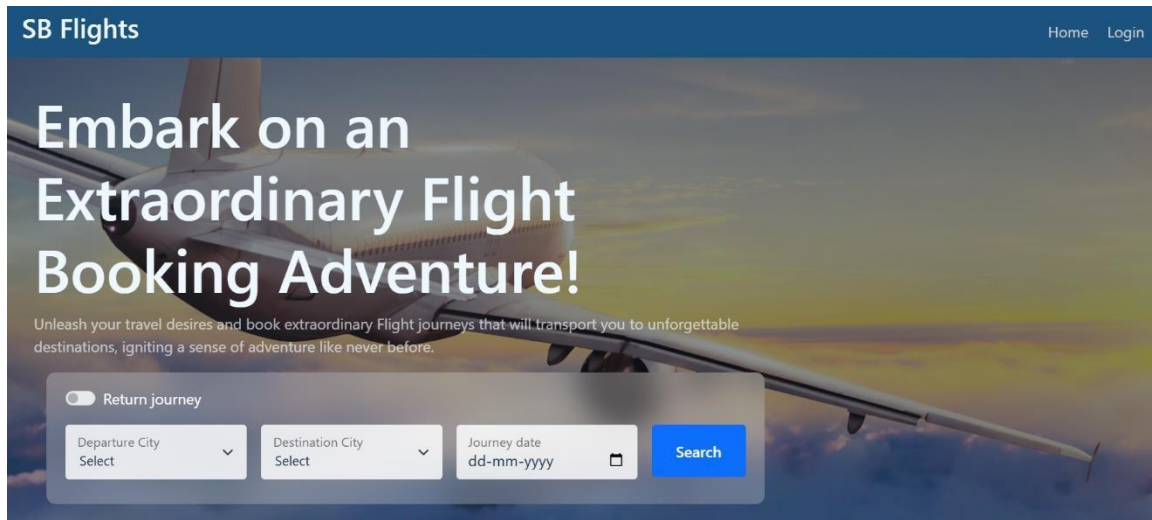 SB Flights
Home Login
Embark on an
Extraordinary Flight
Booking Adventure!
Unleash your travel desires and book extraordinary Flight journeys that will transport you to unforgettable
destinations, igniting a sense of adventure like never before.
Return journey
Departure City
Select
Destination City
Select
Journey date
dd-mm-yyyy
Search